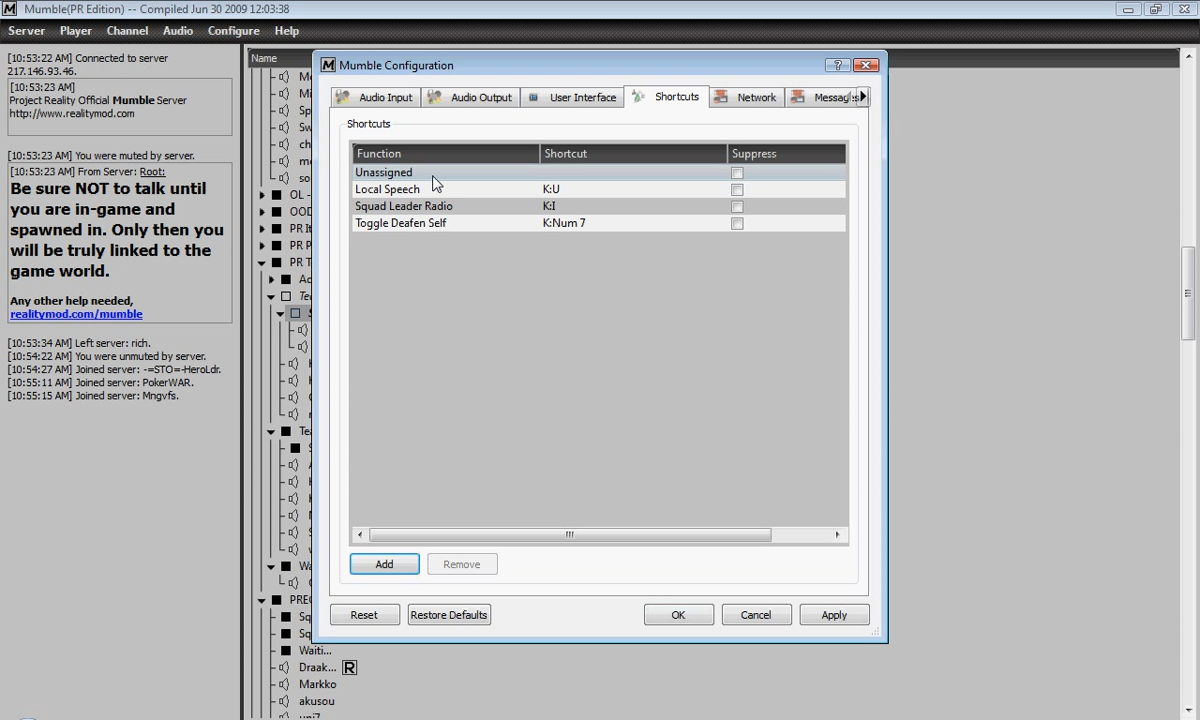 Mumble(PR Edition) -- Compiled Jun 30 2009 12:03:38
Server Player Channel Audio Configure Help
[10:53:22 AM] Connected to server
217.146.93.46.
[10:53:23 AM]
Project Reality Official Mumble Server
http://www.realitymod.com
[10:53:23 AM] You were muted by server.
[10:53:23 AM] From Server: Root:
Be sure NOT to talk until
you are in-game and
spawned in. Only then you
will be truly linked to the
game world.
Any other help needed,
realitymod.com/mumble
[10:53:34 AM] Left server: rich.
[10:54:22 AM] You were unmuted by server.
[10:54:27 AM] Joined server: -=STO=-HeroLdr.
[10:55:11 AM] Joined server: PokerWAR.
[10:55:15 AM] Joined server: Mngvfs.
Name
OL -
PR It
PR P
PR T
Waiti...
Draak... R
Markko
akusou
Mumble Configuration
Audio Input Audio Output User Interface Shortcuts Network Messages
Shortcuts
Function Shortcut Suppress
Unassigned
Local Speech K:U
Squad Leader Radio K:I
Toggle Deafen Self K:Num 7
Add Remove
Reset Restore Defaults OK Cancel Apply